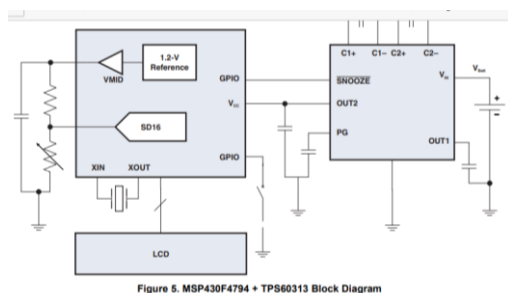 C1+ C1– C2+ C2–
1.2-V
Reference
VMID
GPIO
SNOOZE
Vin
VBat
Vcc
OUT2
+
–
SD16
PG
OUT1
GPIO
XIN XOUT
LCD
Figure 5. MSP430F4794 + TPS60313 Block Diagram